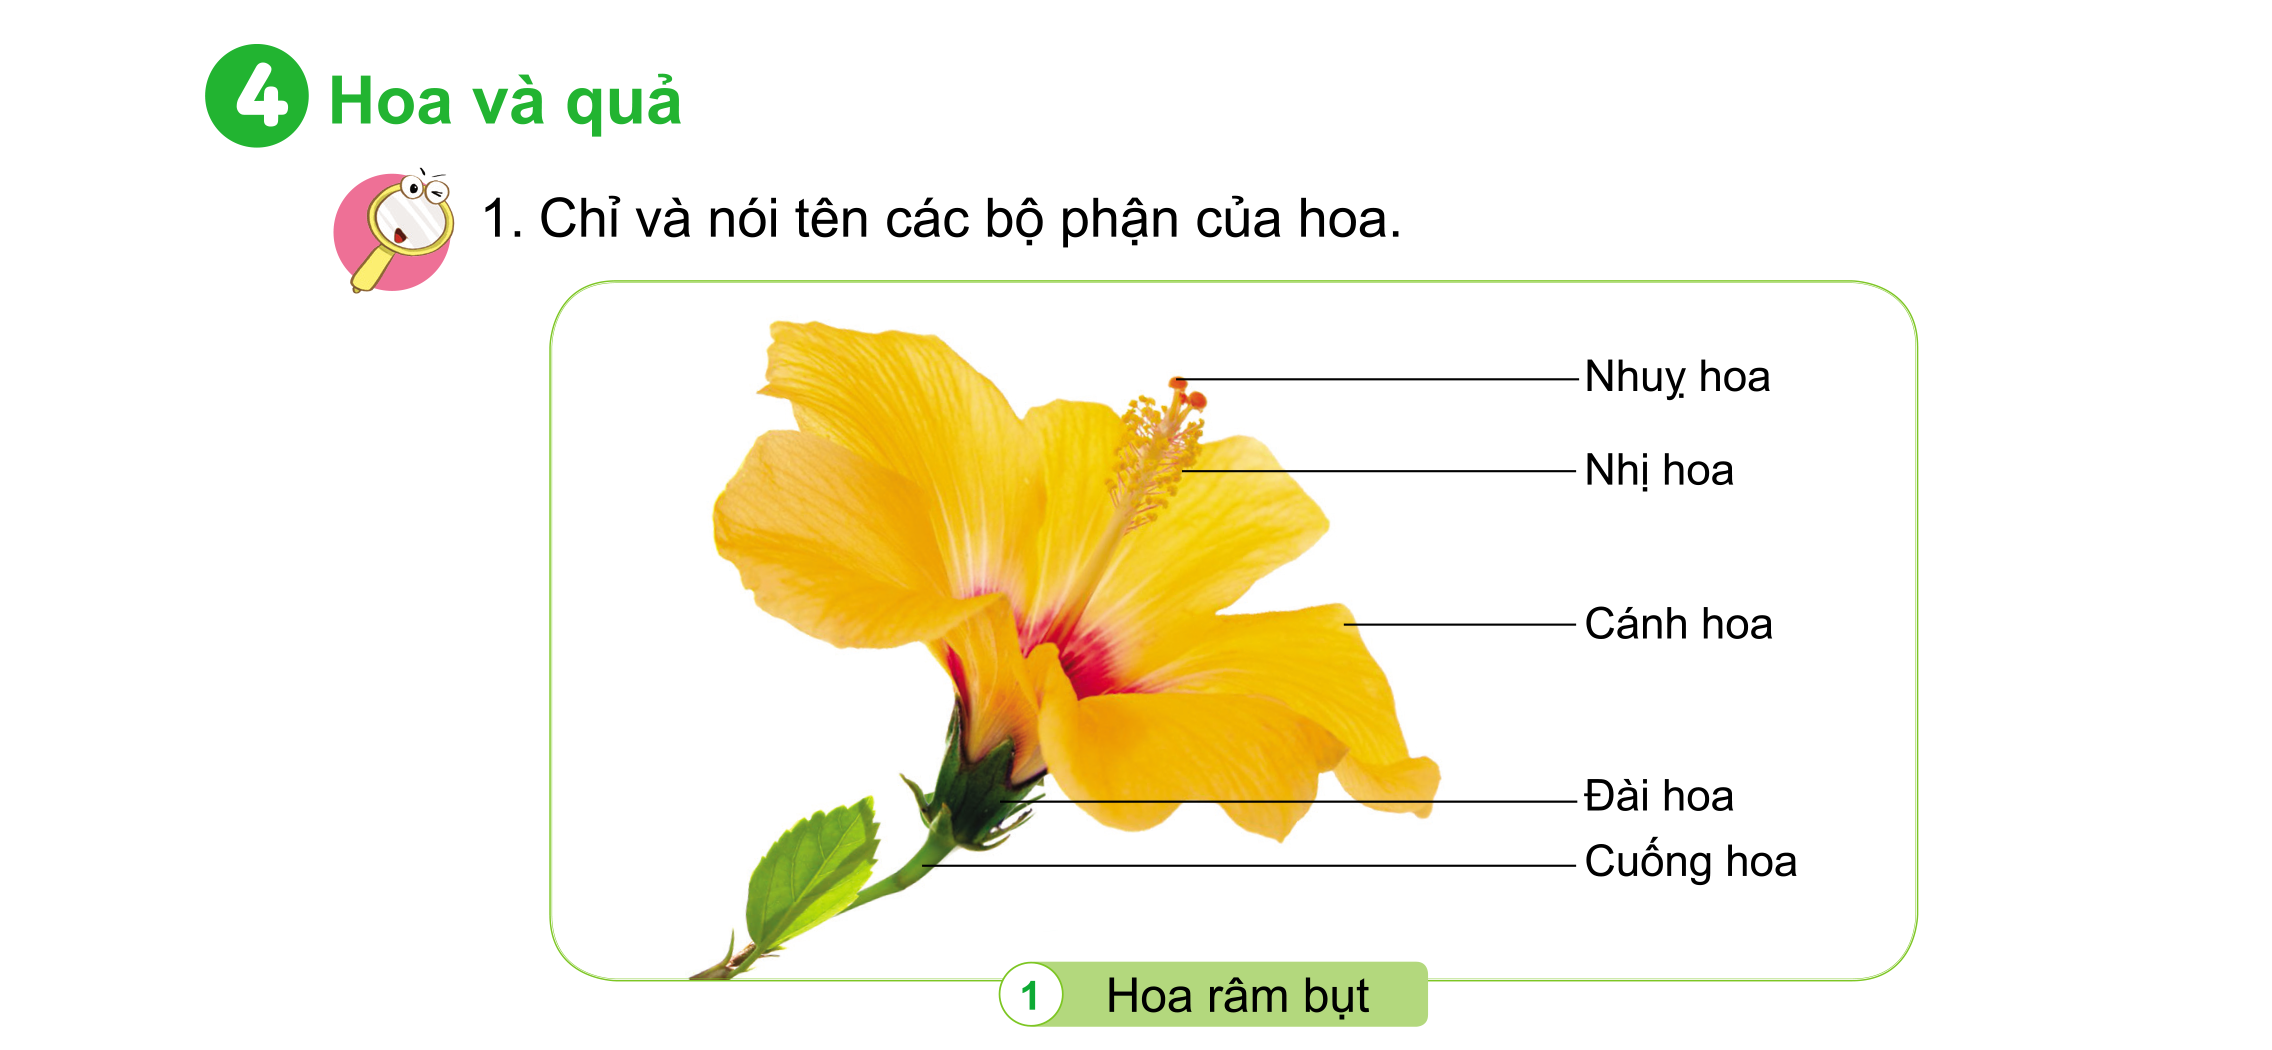 4 Hoa và quả
1. Chỉ và nói tên các bộ phận của hoa.
Nhuỵ hoa
Nhị hoa
Cánh hoa
Đài hoa
Cuống hoa
1 Hoa râm bụt